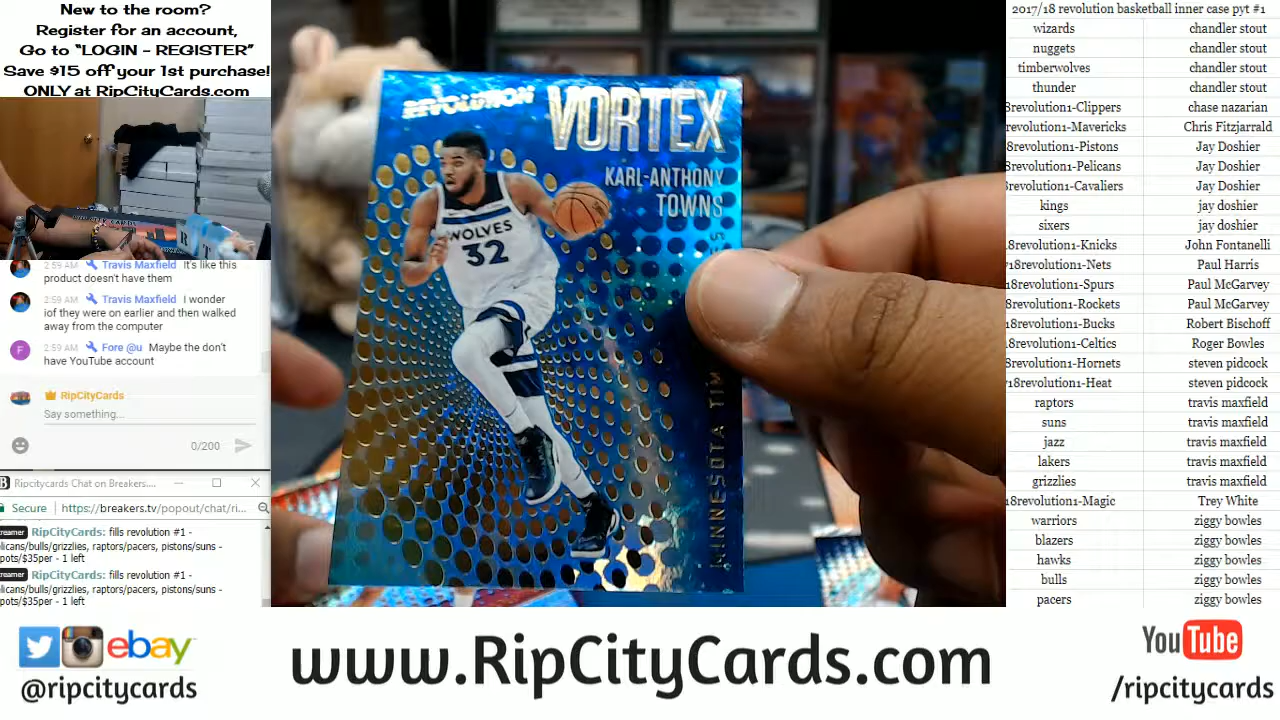 New to the room?
Register for an account,
Go to “LOGIN - REGISTER”
Save $15 off your 1st purchase!
ONLY at RipCityCards.com
2:59 AM Travis Maxfield It's like this
product doesn't have them
2:59 AM Travis Maxfield I wonder
iof they were on earlier and then walked
away from the computer
F 2:59 AM Fore @u Maybe the don't
have YouTube account
RipCityCards
Say something...
0/200
Ripcitycards Chat on Breakers....
Secure https://breakers.tv/popout/chat/ri...
RipCityCards: fills revolution #1 -
licans/bulls/grizzlies, raptors/pacers, pistons/suns -
pots/$35per - 1 left
RipCityCards: fills revolution #1 -
licans/bulls/grizzlies, raptors/pacers, pistons/suns -
pots/$35per - 1 left
REVOLUTION
VORTEX
KARL-ANTHONY
TOWNS
WOLVES
32
MINNESOTA TIM
2017/18 revolution basketball inner case pyt #1
wizards chandler stout
nuggets chandler stout
timberwolves chandler stout
thunder chandler stout
8revolution1-Clippers chase nazarian
revolution1-Mavericks Chris Fitzjarrald
18revolution1-Pistons Jay Doshier
18revolution1-Pelicans Jay Doshier
8revolution1-Cavaliers Jay Doshier
kings jay doshier
sixers jay doshier
18revolution1-Knicks John Fontanelli
'18revolution1-Nets Paul Harris
18revolution1-Spurs Paul McGarvey
18revolution1-Rockets Paul McGarvey
18revolution1-Bucks Robert Bischoff
18revolution1-Celtics Roger Bowles
18revolution1-Hornets steven pidcock
'18revolution1-Heat steven pidcock
raptors travis maxfield
suns travis maxfield
jazz travis maxfield
lakers travis maxfield
grizzlies travis maxfield
18revolution1-Magic Trey White
warriors ziggy bowles
blazers ziggy bowles
hawks ziggy bowles
bulls ziggy bowles
pacers ziggy bowles
ebay
@ripcitycards
www.RipCityCards.com
YouTube
/ripcitycards